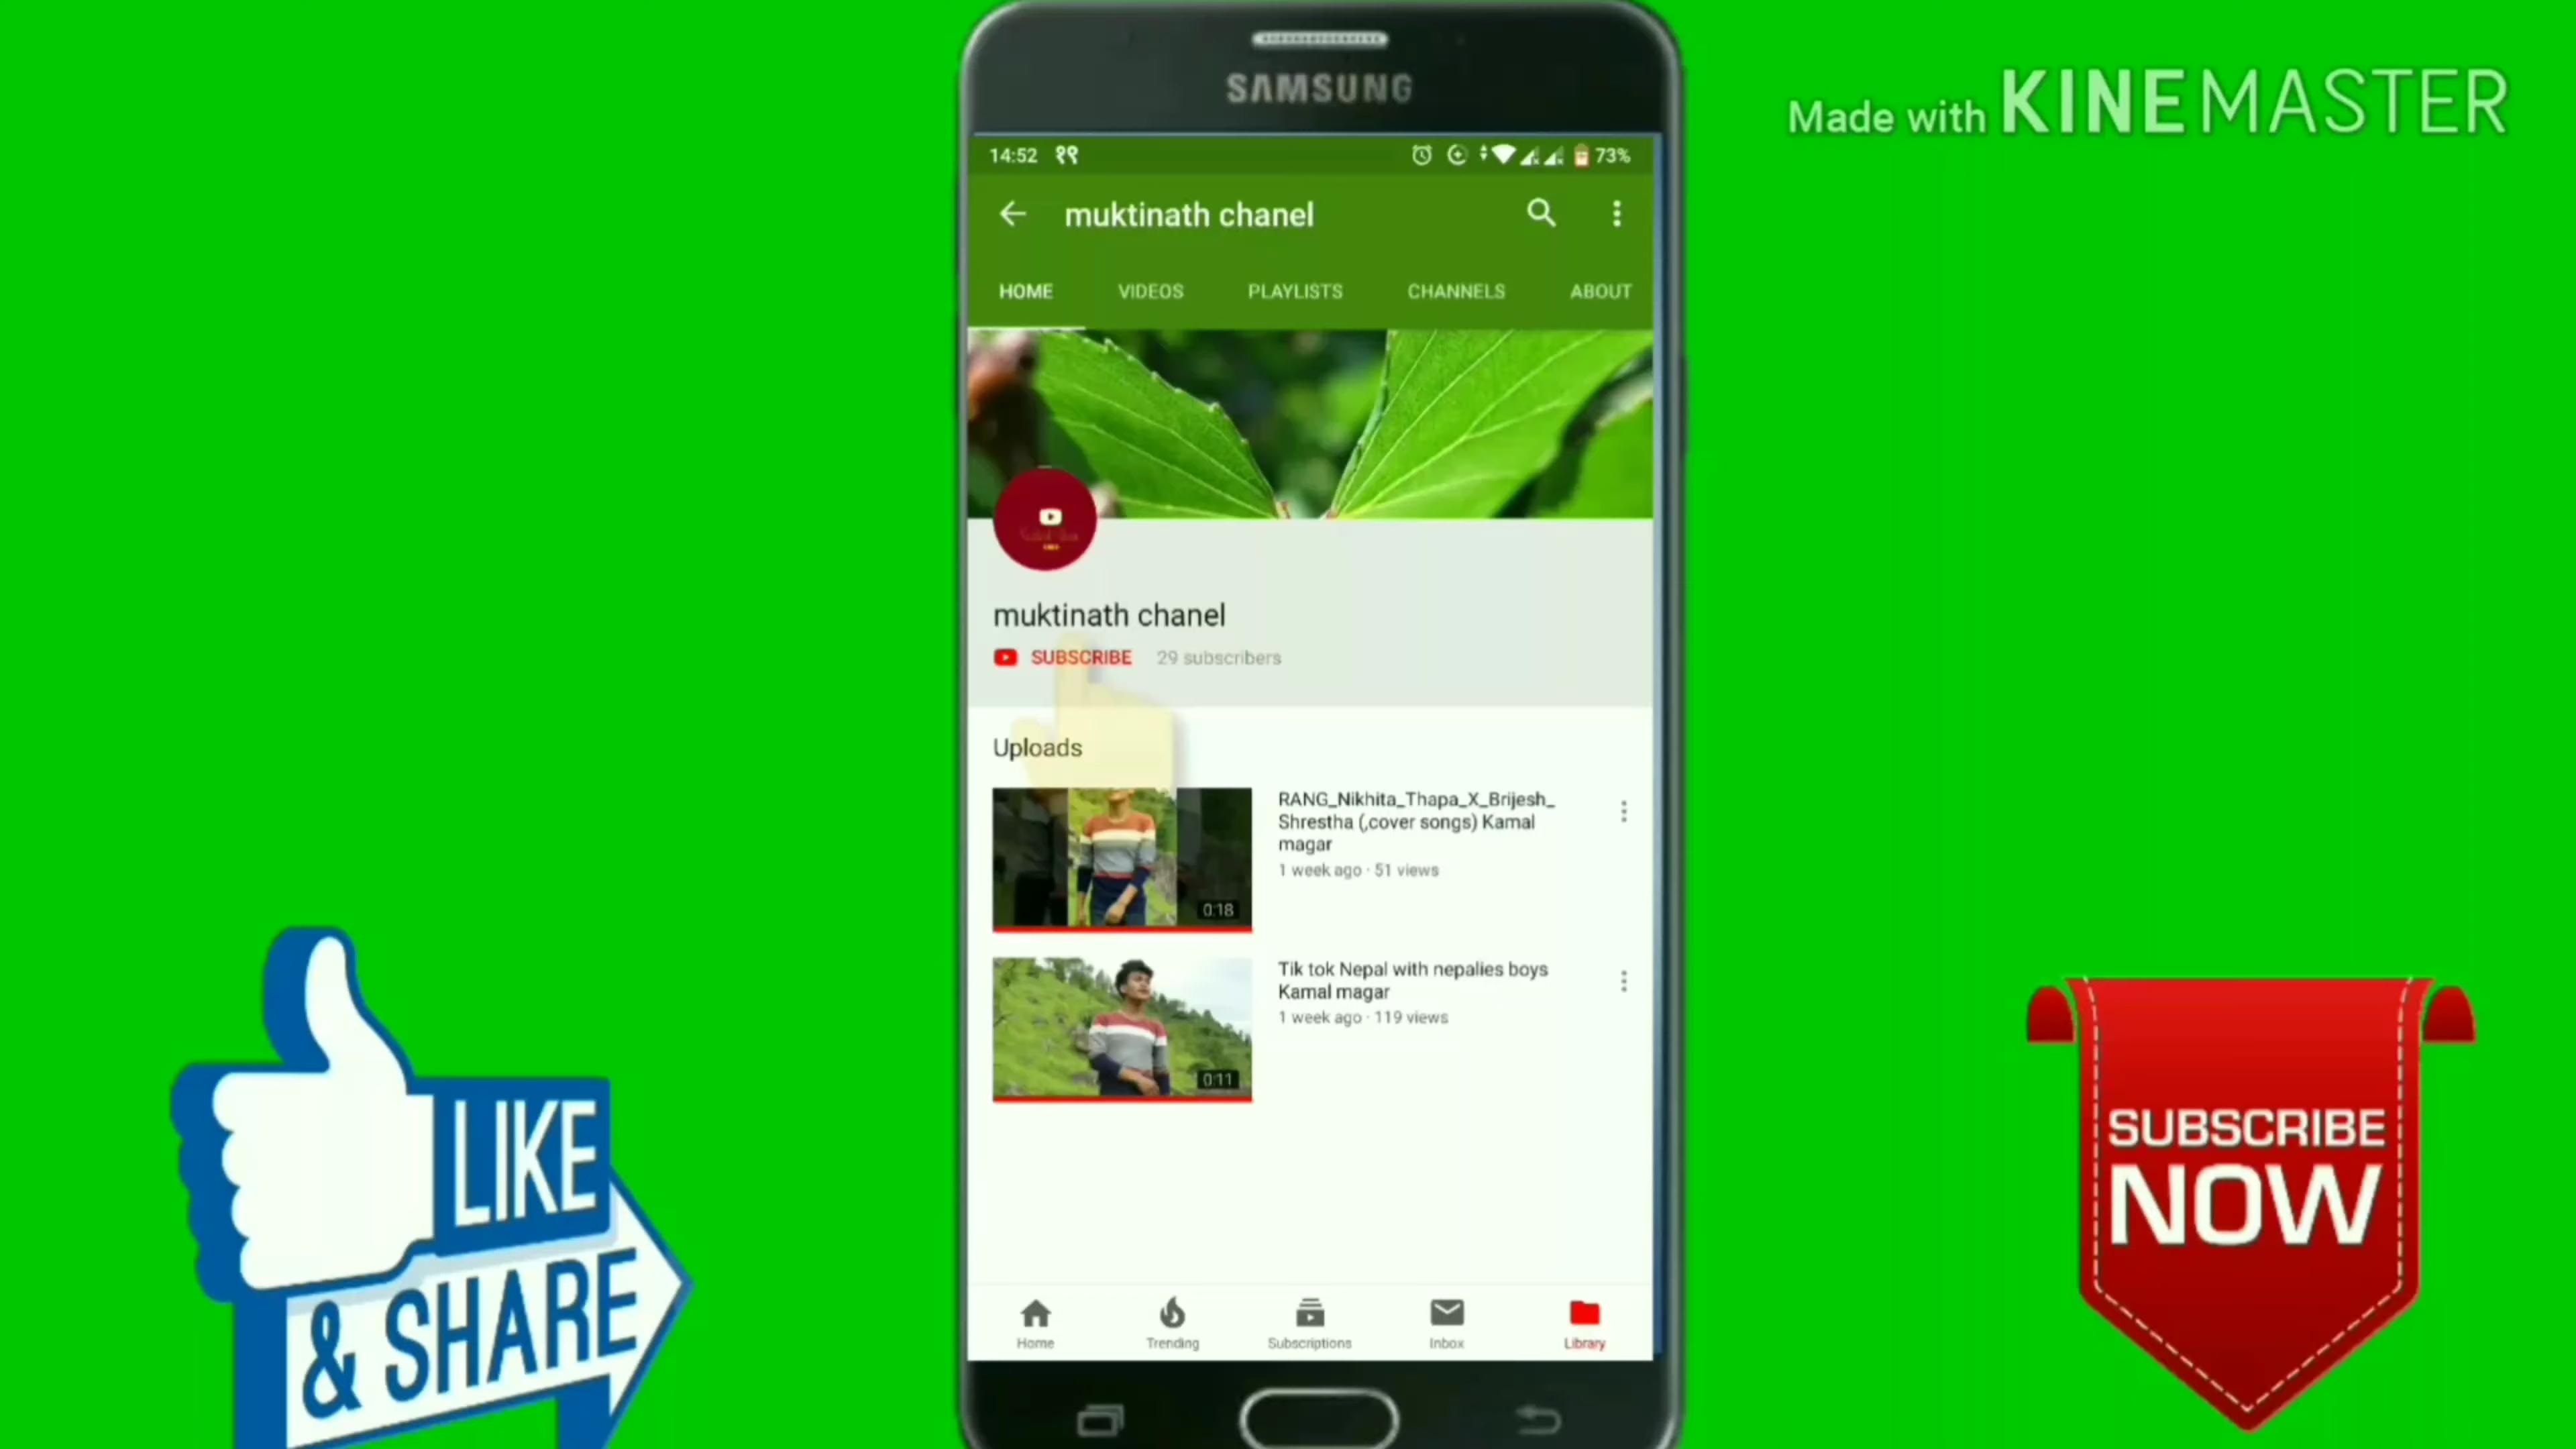 SAMSUNG
Made with KINEMASTER
14:52 ११ 73%
muktinath chanel
HOME VIDEOS PLAYLISTS CHANNELS ABOUT
muktinath chanel
SUBSCRIBE 29 subscribers
Uploads
RANG_Nikhita_Thapa_X_Brijesh_
Shrestha (,cover songs) Kamal
magar
1 week ago · 51 views
0:18
Tik tok Nepal with nepalies boys
Kamal magar
1 week ago · 119 views
0:11
Home Trending Subscriptions Inbox Library
LIKE
& SHARE
SUBSCRIBE
NOW